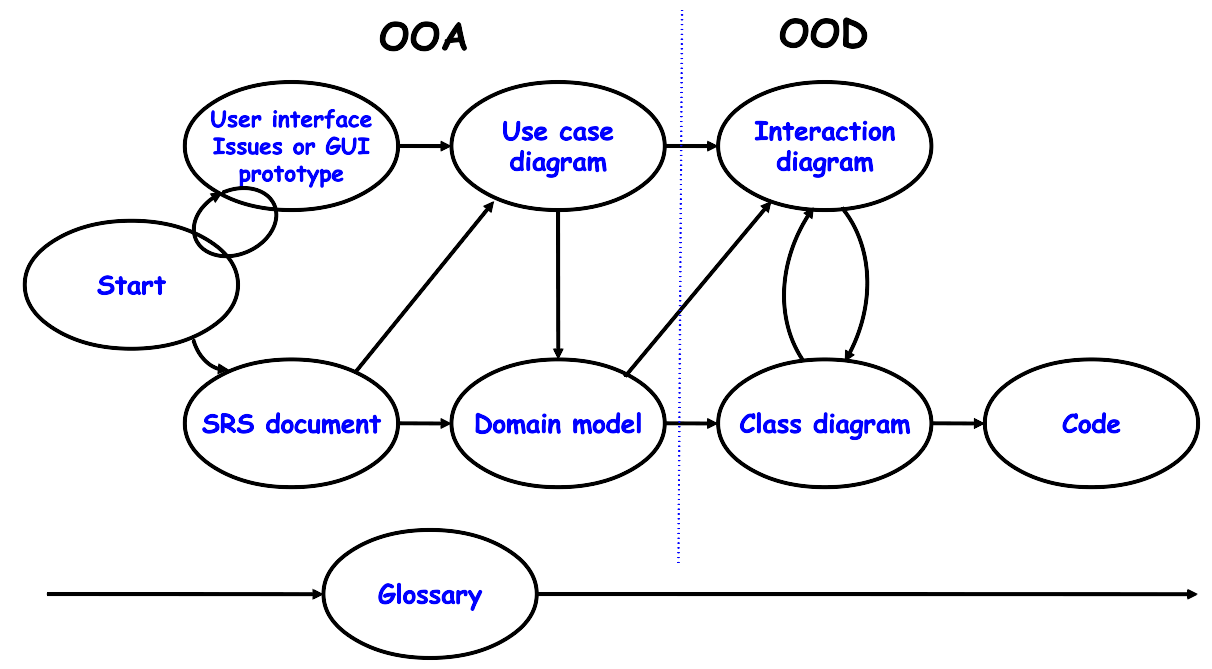 OOA
OOD
User interface
Issues or GUI
prototype
Use case
diagram
Interaction
diagram
Start
SRS document
Domain model
Class diagram
Code
Glossary